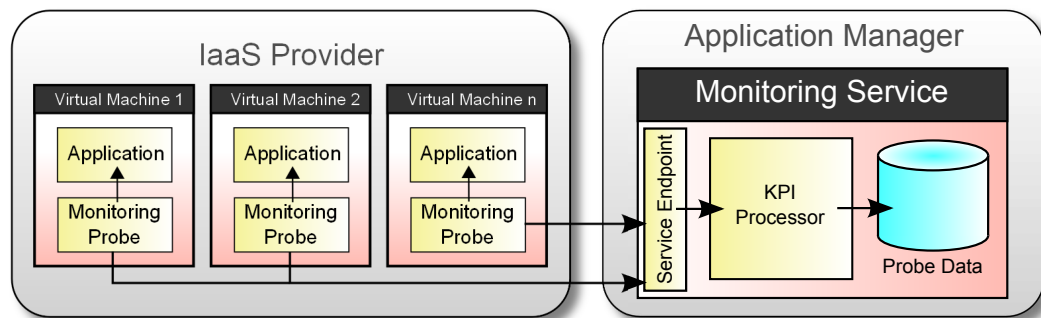 IaaS Provider
Virtual Machine 1
Application
Monitoring
Probe
Virtual Machine 2
Application
Monitoring
Probe
Virtual Machine n
Application
Monitoring
Probe
Application Manager
Monitoring Service
Service Endpoint
KPI
Processor
Probe Data